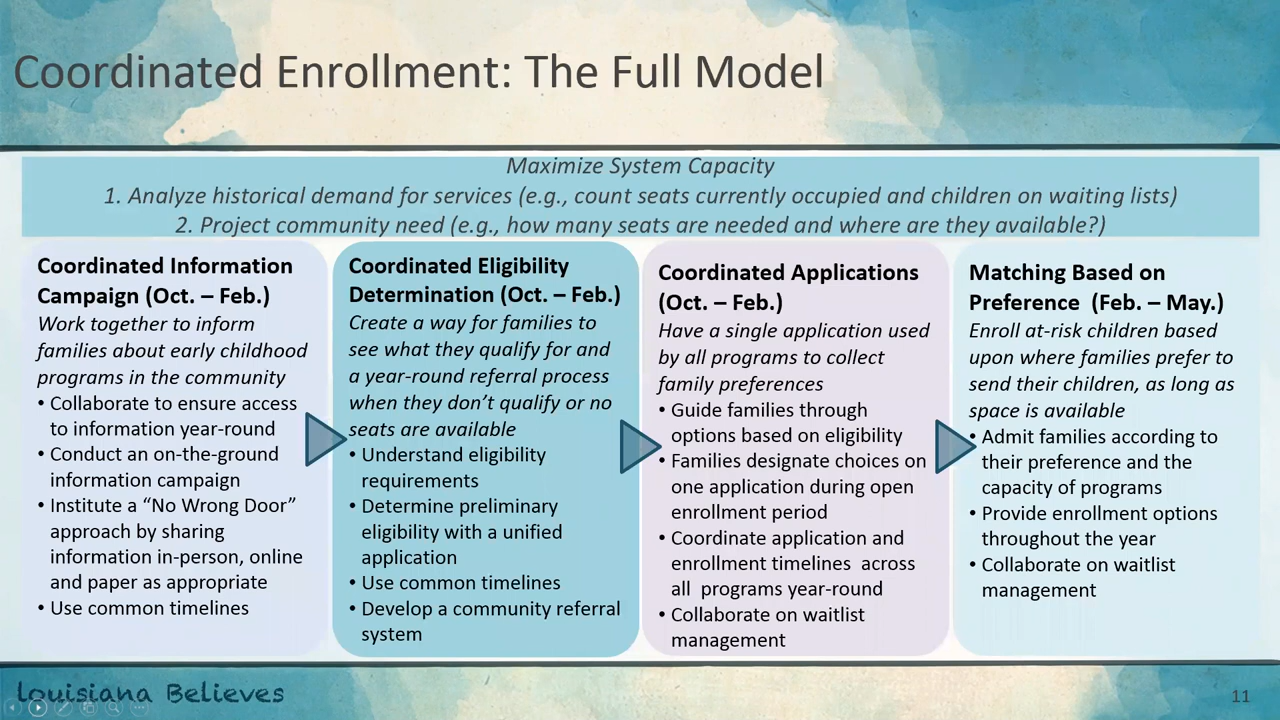 Coordinated Enrollment: The Full Model
Maximize System Capacity
1. Analyze historical demand for services (e.g., count seats currently occupied and children on waiting lists)
2. Project community need (e.g., how many seats are needed and where are they available?)
Coordinated Information
Campaign (Oct. – Feb.)
Work together to inform
families about early childhood
programs in the community
• Collaborate to ensure access
to information year-round
• Conduct an on-the-ground
information campaign
• Institute a “No Wrong Door”
approach by sharing
information in-person, online
and paper as appropriate
• Use common timelines
Coordinated Eligibility
Determination (Oct. – Feb.)
Create a way for families to
see what they qualify for and
a year-round referral process
when they don’t qualify or no
seats are available
• Understand eligibility
requirements
• Determine preliminary
eligibility with a unified
application
• Use common timelines
• Develop a community referral
system
Coordinated Applications
(Oct. – Feb.)
Have a single application used
by all programs to collect
family preferences
• Guide families through
options based on eligibility
• Families designate choices on
one application during open
enrollment period
• Coordinate application and
enrollment timelines across
all programs year-round
• Collaborate on waitlist
management
Matching Based on
Preference (Feb. – May.)
Enroll at-risk children based
upon where families prefer to
send their children, as long as
space is available
• Admit families according to
their preference and the
capacity of programs
• Provide enrollment options
throughout the year
• Collaborate on waitlist
management
Louisiana Believes
11